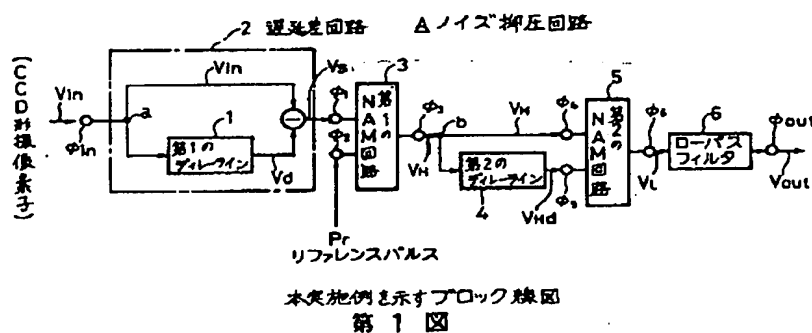 2 遅延差回路 A ノイズ抑圧回路
(CCD形撮像素子)
Vin
φin
a
Vin
1
第1のディレーライン
Vd
Vs
φ1
φ2
3
第1のNAM回路
Pr
リファレンスパルス
φ3
VH
b
VH
第2のディレーライン
4
VHd
φ4
φ5
5
第2のNAM回路
φ6
VL
6
ローパスフィルタ
φout
Vout
本実施例を示すブロック線図
第1図